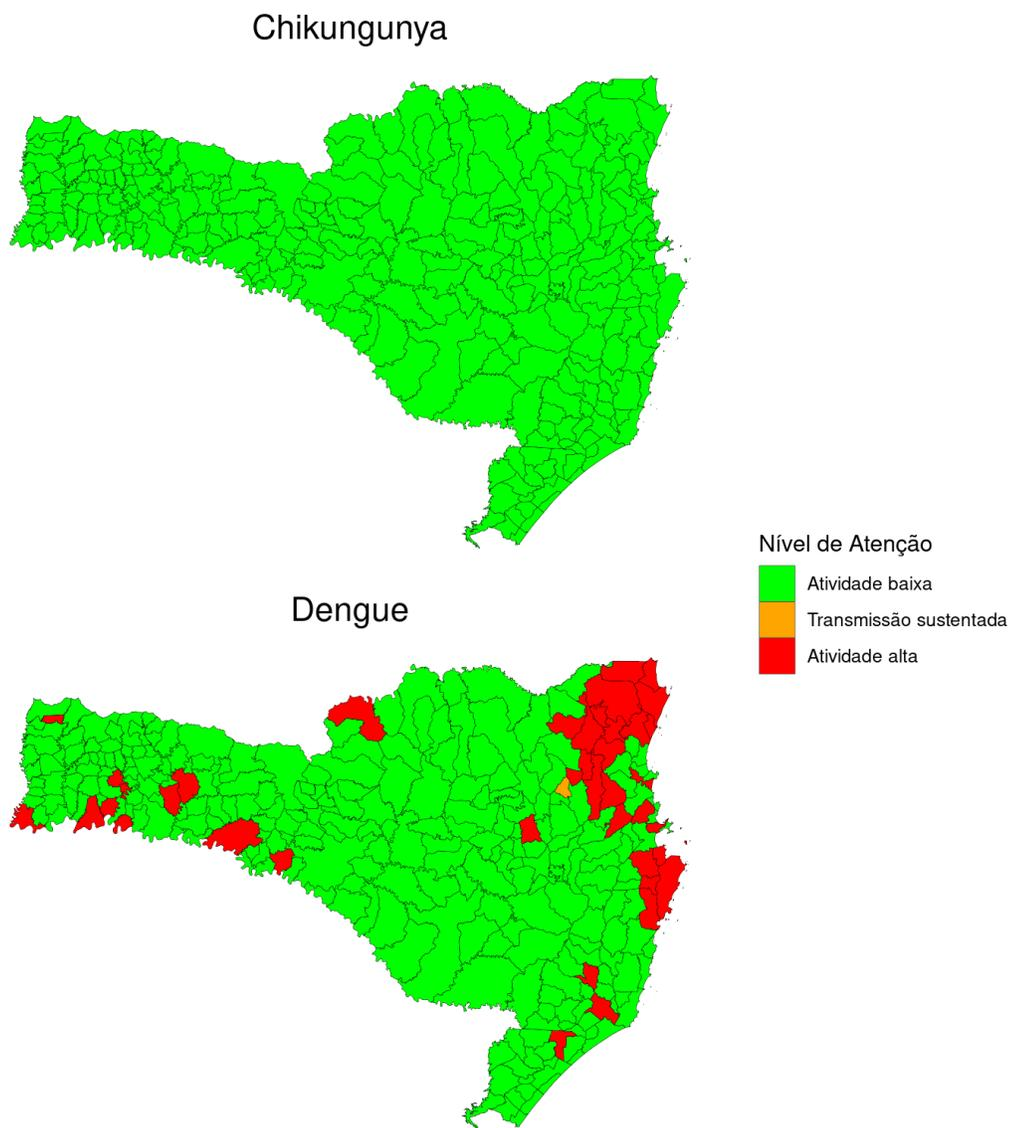 Chikungunya
Nível de Atenção
Atividade baixa
Transmissão sustentada
Atividade alta
Dengue